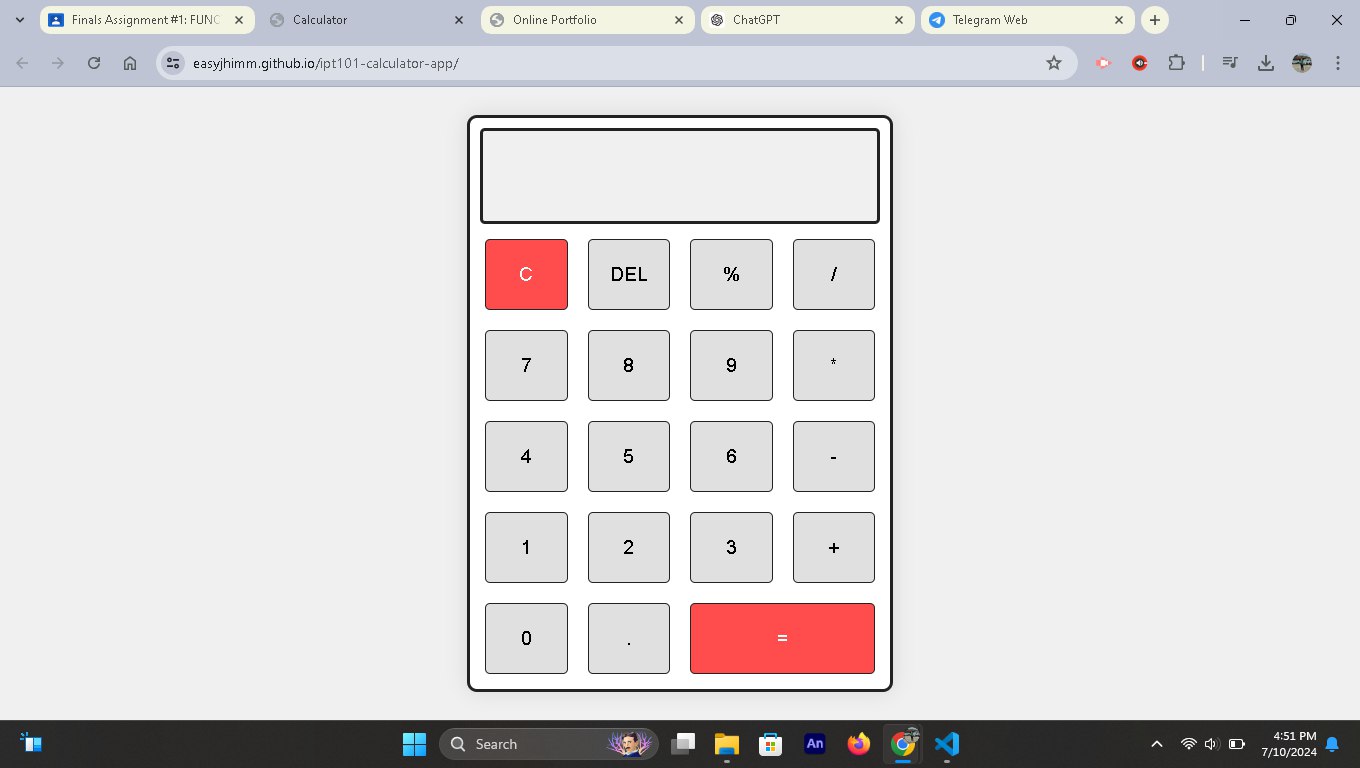 Finals Assignment #1: FUNC
Calculator
Online Portfolio
ChatGPT
Telegram Web
easyjhimm.github.io/ipt101-calculator-app/
C DEL % /
7 8 9 *
4 5 6 -
1 2 3 +
0 . =
Search
An
4:51 PM
7/10/2024